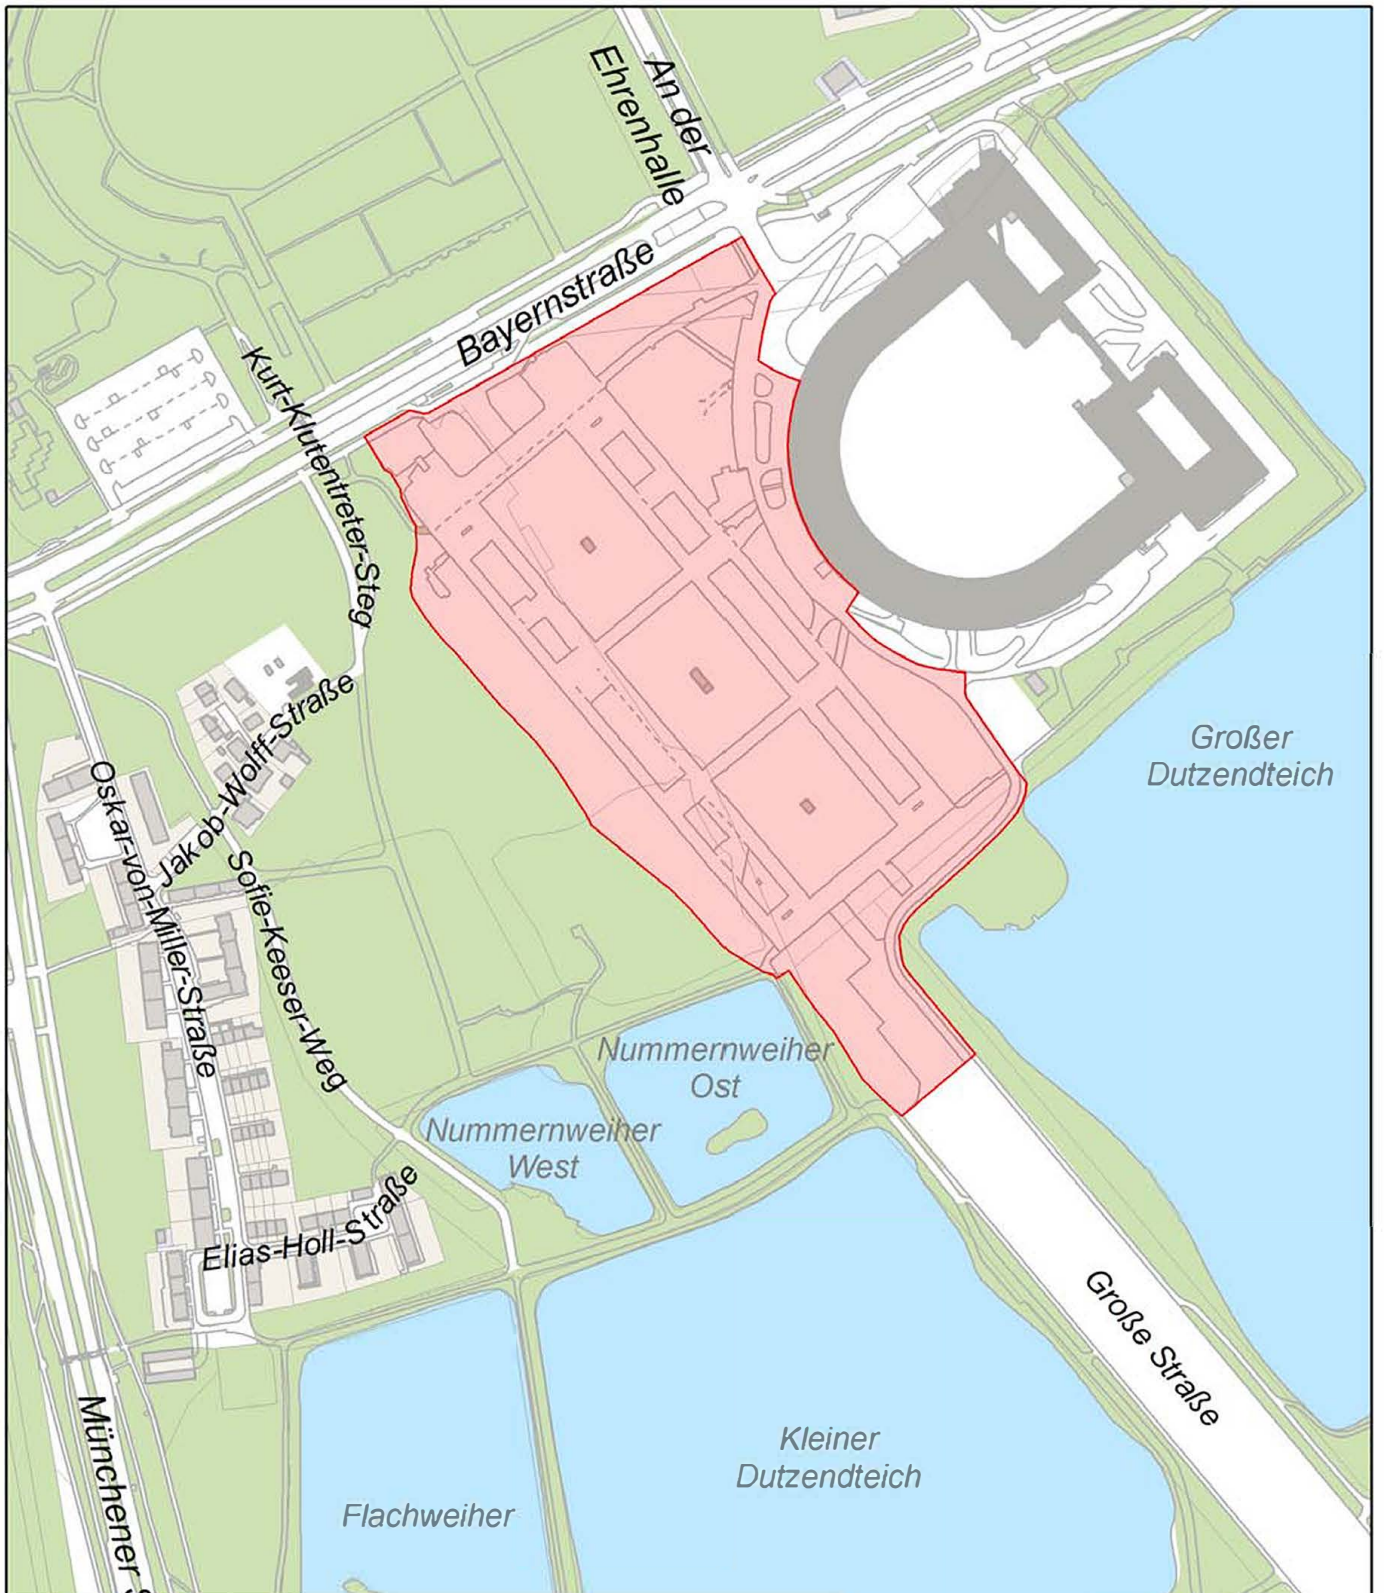 An der
Ehrenhalle
Bayernstraße
Kurt-Klutentreter-Steg
Jakob-Wolff-Straße
Großer
Dutzendteich
Oskar-von-Miller-Straße
Sofie-Keeser-Weg
Nummernweiher
Ost
Nummernweiher
West
Elias-Holl-Straße
Große Straße
Münchener S
Kleiner
Dutzendteich
Flachweiher